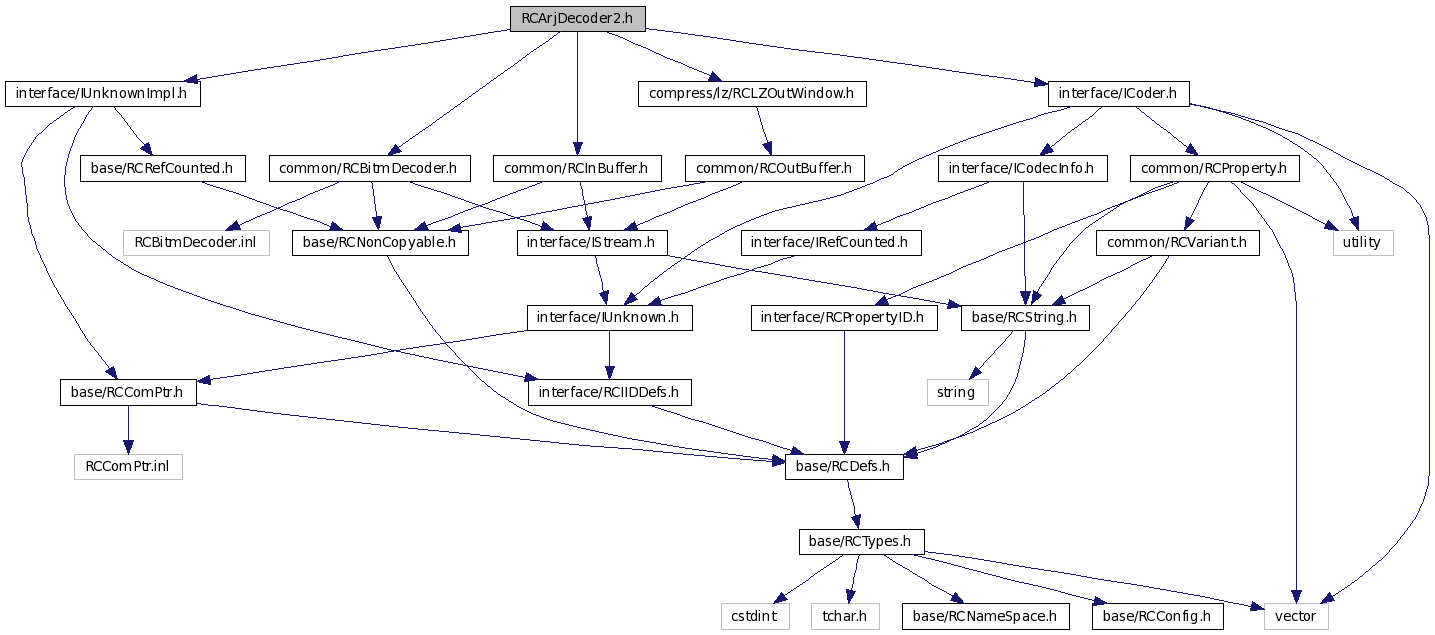 RCArjDecoder2.h
interface/IUnknownImpl.h
compress/lz/RCLZOutWindow.h
interface/ICoder.h
base/RCRefCounted.h
common/RCBitmDecoder.h
common/RCInBuffer.h
common/RCOutBuffer.h
interface/ICodecInfo.h
common/RCProperty.h
RCBitmDecoder.inl
base/RCNonCopyable.h
interface/IStream.h
interface/IRefCounted.h
common/RCVariant.h
utility
interface/IUnknown.h
interface/RCPropertyID.h
base/RCString.h
base/RCComPtr.h
interface/RCIIDDefs.h
string
RCComPtr.inl
base/RCDefs.h
base/RCTypes.h
cstdint
tchar.h
base/RCNameSpace.h
base/RCConfig.h
vector